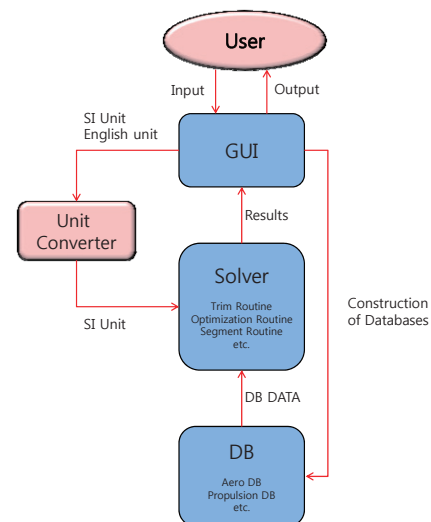 User
Input
Output
SI Unit
English unit
GUI
Results
Unit
Converter
Solver
Trim Routine
Optimization Routine
Segment Routine
etc.
SI Unit
Construction
of Databases
DB DATA
DB
Aero DB
Propulsion DB
etc.